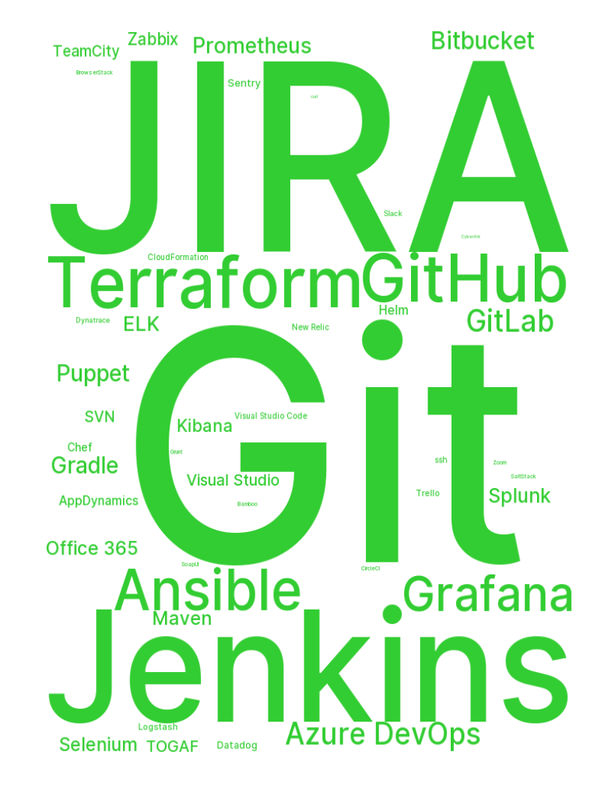 Zabbix
TeamCity
Prometheus
Bitbucket
BrowserStack
Sentry
JIRA
Slack
CloudFormation
Terraform
GitHub
Helm
Dynatrace
ELK
New Relic
GitLab
Git
Puppet
SVN
Kibana
Visual Studio Code
Chef
Gradle
ssh
Zoom
SaltStack
Visual Studio
AppDynamics
Bamboo
Trello
Splunk
Office 365
SoapUI
CircleCI
Ansible
Grafana
Maven
Jenkins
Logstash
Azure DevOps
Selenium
TOGAF
Datadog